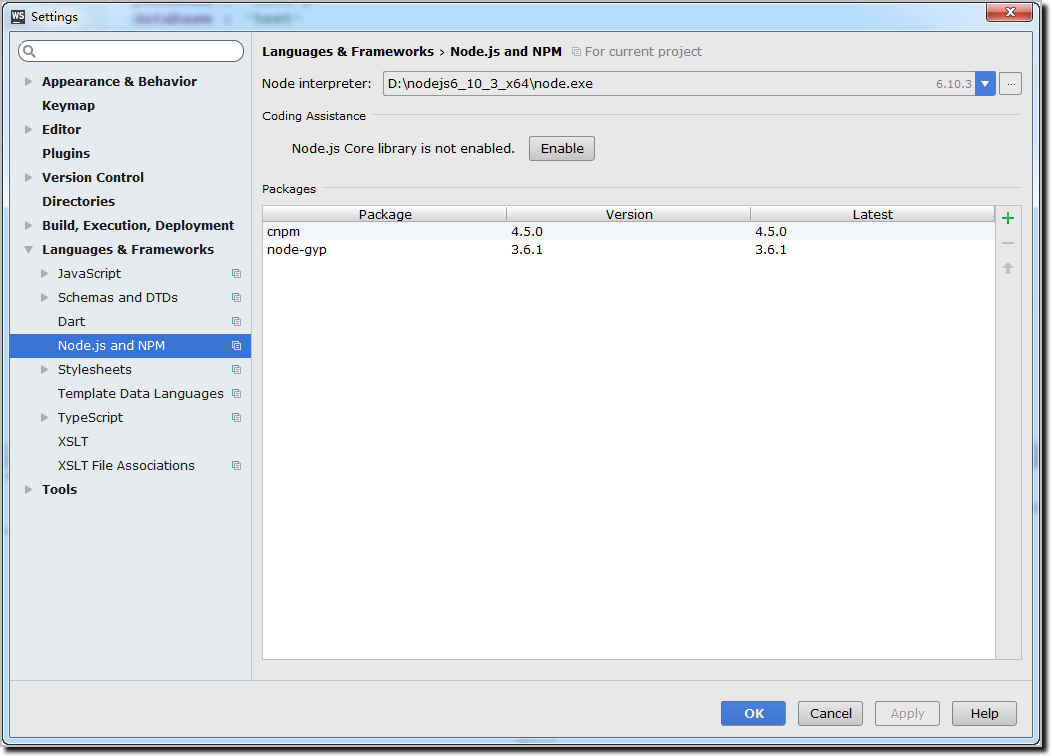 WS Settings
Languages & Frameworks › Node.js and NPM For current project
Node interpreter: D:\nodejs6_10_3_x64\node.exe 6.10.3 ...
Coding Assistance
Node.js Core library is not enabled. Enable
Packages
Package Version Latest
cnpm 4.5.0 4.5.0
node-gyp 3.6.1 3.6.1
Appearance & Behavior
Keymap
Editor
Plugins
Version Control
Directories
Build, Execution, Deployment
Languages & Frameworks
JavaScript
Schemas and DTDs
Dart
Node.js and NPM
Stylesheets
Template Data Languages
TypeScript
XSLT
XSLT File Associations
Tools
OK Cancel Apply Help